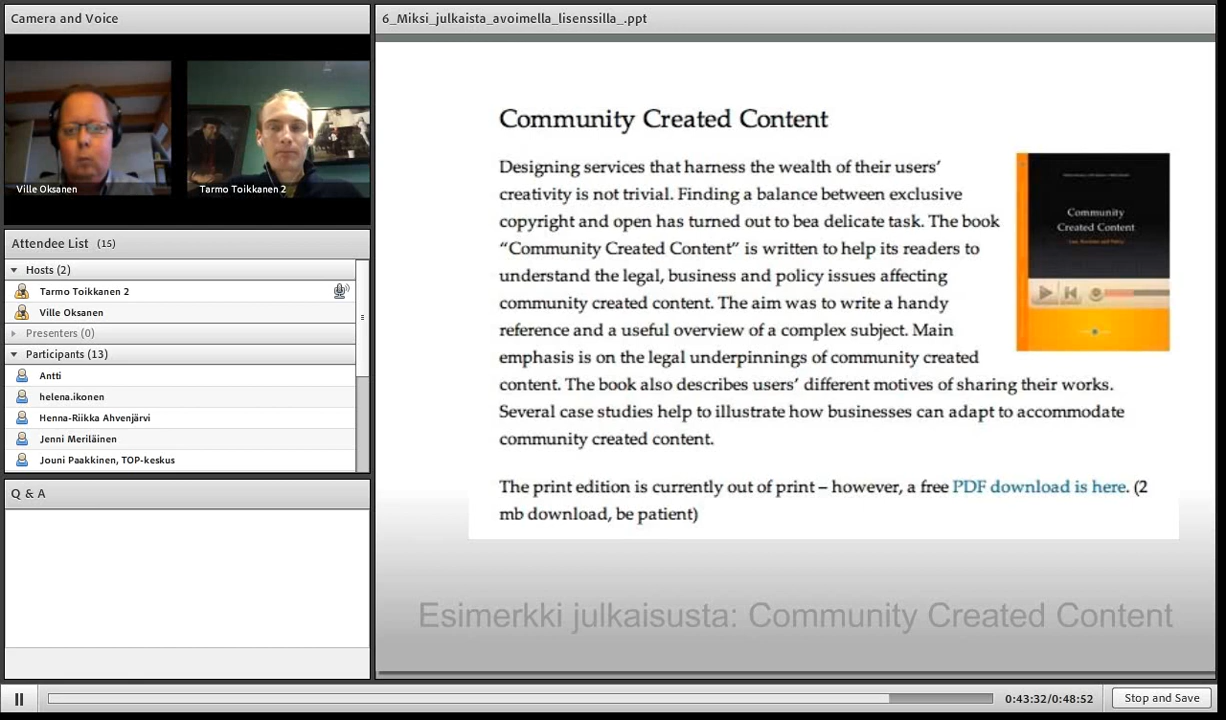 Camera and Voice
Ville Oksanen
Tarmo Toikkanen 2
Attendee List (15)
Hosts (2)
Tarmo Toikkanen 2
Ville Oksanen
Presenters (0)
Participants (13)
Antti
helena.ikonen
Henna-Riikka Ahvenjärvi
Jenni Meriläinen
Jouni Paakkinen, TOP-keskus
Q & A
6_Miksi_julkaista_avoimella_lisenssilla_.ppt
Community Created Content
Designing services that harness the wealth of their users’
creativity is not trivial. Finding a balance between exclusive
copyright and open has turned out to bea delicate task. The book
“Community Created Content” is written to help its readers to
understand the legal, business and policy issues affecting
community created content. The aim was to write a handy
reference and a useful overview of a complex subject. Main
emphasis is on the legal underpinnings of community created
content. The book also describes users’ different motives of sharing their works.
Several case studies help to illustrate how businesses can adapt to accommodate
community created content.
The print edition is currently out of print – however, a free PDF download is here. (2
mb download, be patient)
Community
Created Content
Law, Business and Policy
Esimerkki julkaisusta: Community Created Content
0:43:32/0:48:52
Stop and Save